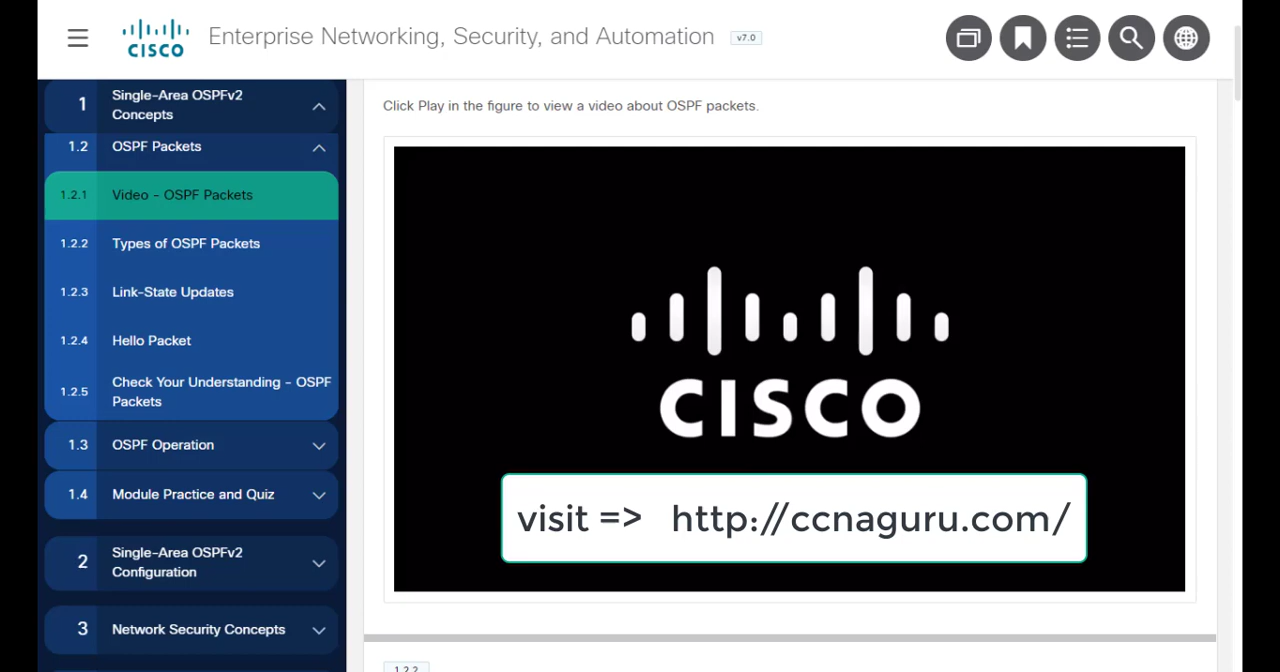 CISCO
Enterprise Networking, Security, and Automation v7.0
1
Single-Area OSPFv2
Concepts
1.2 OSPF Packets
1.2.1 Video - OSPF Packets
1.2.2 Types of OSPF Packets
1.2.3 Link-State Updates
1.2.4 Hello Packet
1.2.5
Check Your Understanding - OSPF
Packets
1.3 OSPF Operation
1.4 Module Practice and Quiz
2
Single-Area OSPFv2
Configuration
3 Network Security Concepts
Click Play in the figure to view a video about OSPF packets.
CISCO
visit => http://ccnaguru.com/
1.2.2